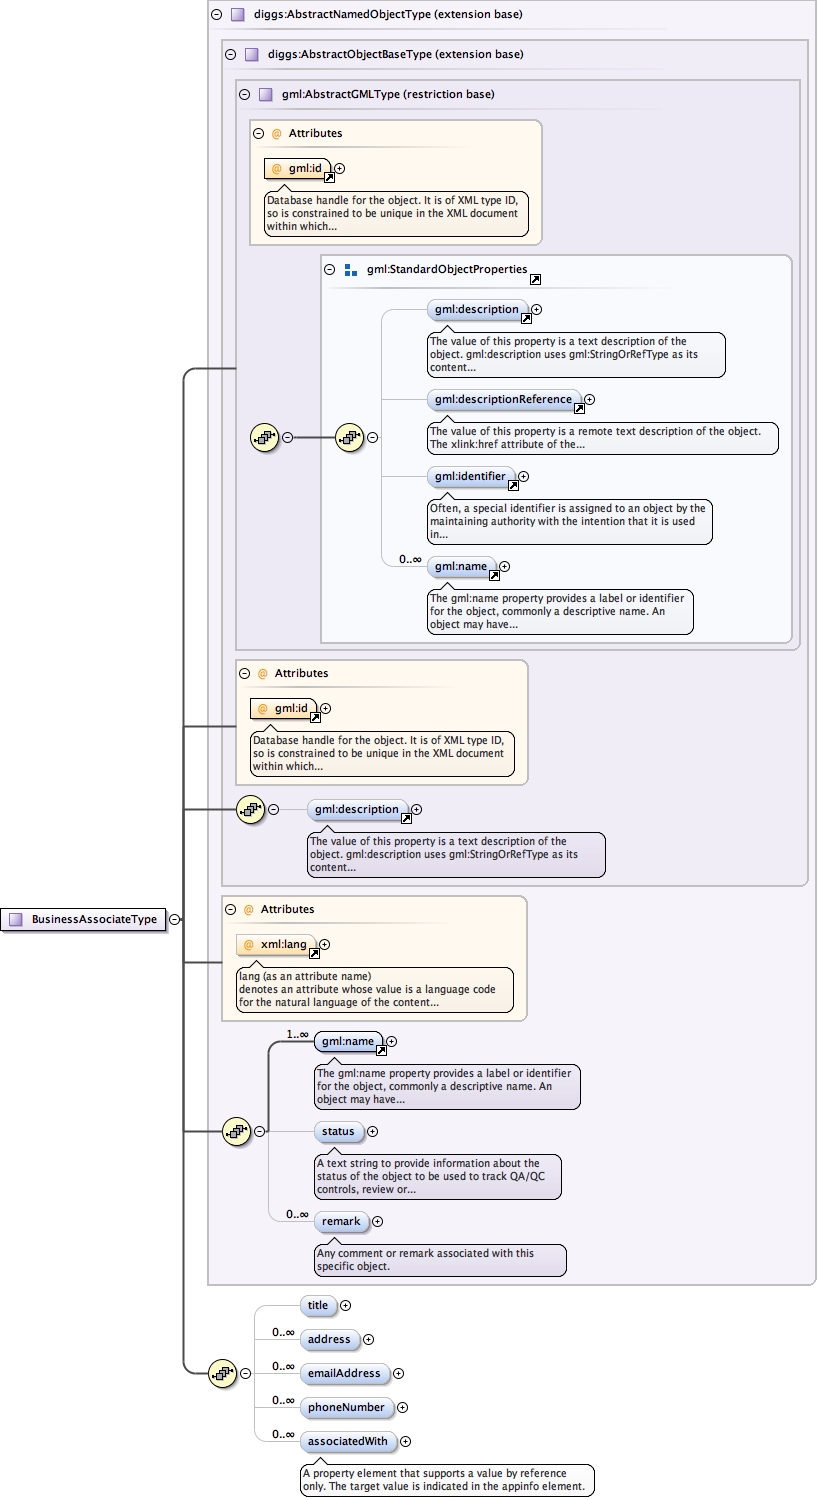 diggs:AbstractNamedObjectType (extension base)
diggs:AbstractObjectBaseType (extension base)
gml:AbstractGMLType (restriction base)
@ Attributes
@ gml:id
Database handle for the object. It is of XML type ID,
so is constrained to be unique in the XML document
within which...
gml:StandardObjectProperties
gml:description
The value of this property is a text description of the
object. gml:description uses gml:StringOrRefType as its
content...
gml:descriptionReference
The value of this property is a remote text description of the object.
The xlink:href attribute of the...
gml:identifier
Often, a special identifier is assigned to an object by the
maintaining authority with the intention that it is used
in...
0..∞
gml:name
The gml:name property provides a label or identifier
for the object, commonly a descriptive name. An
object may have...
@ Attributes
@ gml:id
Database handle for the object. It is of XML type ID,
so is constrained to be unique in the XML document
within which...
gml:description
The value of this property is a text description of the
object. gml:description uses gml:StringOrRefType as its
content...
BusinessAssociateType
@ Attributes
@ xml:lang
lang (as an attribute name)
denotes an attribute whose value is a language code
for the natural language of the content...
1..∞
gml:name
The gml:name property provides a label or identifier
for the object, commonly a descriptive name. An
object may have...
status
A text string to provide information about the
status of the object to be used to track QA/QC
controls, review or...
0..∞
remark
Any comment or remark associated with this
specific object.
title
0..∞
address
0..∞
emailAddress
0..∞
phoneNumber
0..∞
associatedWith
A property element that supports a value by reference
only. The target value is indicated in the appinfo element.